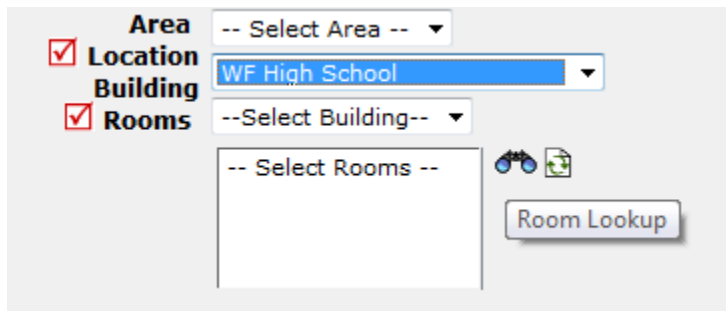 Area -- Select Area --
Location WF High School
Building --Select Building--
Rooms -- Select Rooms --
Room Lookup